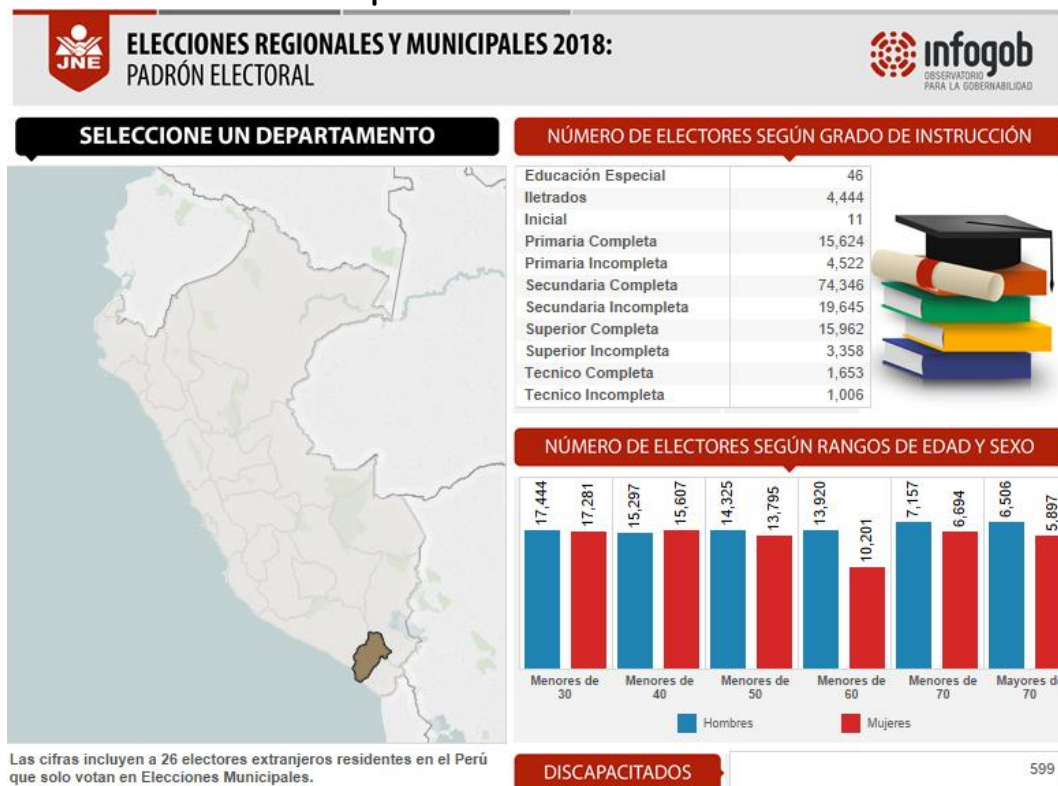 JNE
ELECCIONES REGIONALES Y MUNICIPALES 2018:
PADRÓN ELECTORAL
infogob
OBSERVATORIO
PARA LA GOBERNABILIDAD
SELECCIONE UN DEPARTAMENTO
NÚMERO DE ELECTORES SEGÚN GRADO DE INSTRUCCIÓN
Educación Especial 46
Iletrados 4,444
Inicial 11
Primaria Completa 15,624
Primaria Incompleta 4,522
Secundaria Completa 74,346
Secundaria Incompleta 19,645
Superior Completa 15,962
Superior Incompleta 3,358
Tecnico Completa 1,653
Tecnico Incompleta 1,006
NÚMERO DE ELECTORES SEGÚN RANGOS DE EDAD Y SEXO
17,444 17,281 15,297 15,607 14,325 13,795 13,920 10,201 7,157 6,694 6,506 5,897
Menores de 30
Menores de 40
Menores de 50
Menores de 60
Menores de 70
Mayores de 70
Hombres Mujeres
Las cifras incluyen a 26 electores extranjeros residentes en el Perú
que solo votan en Elecciones Municipales.
DISCAPACITADOS 599